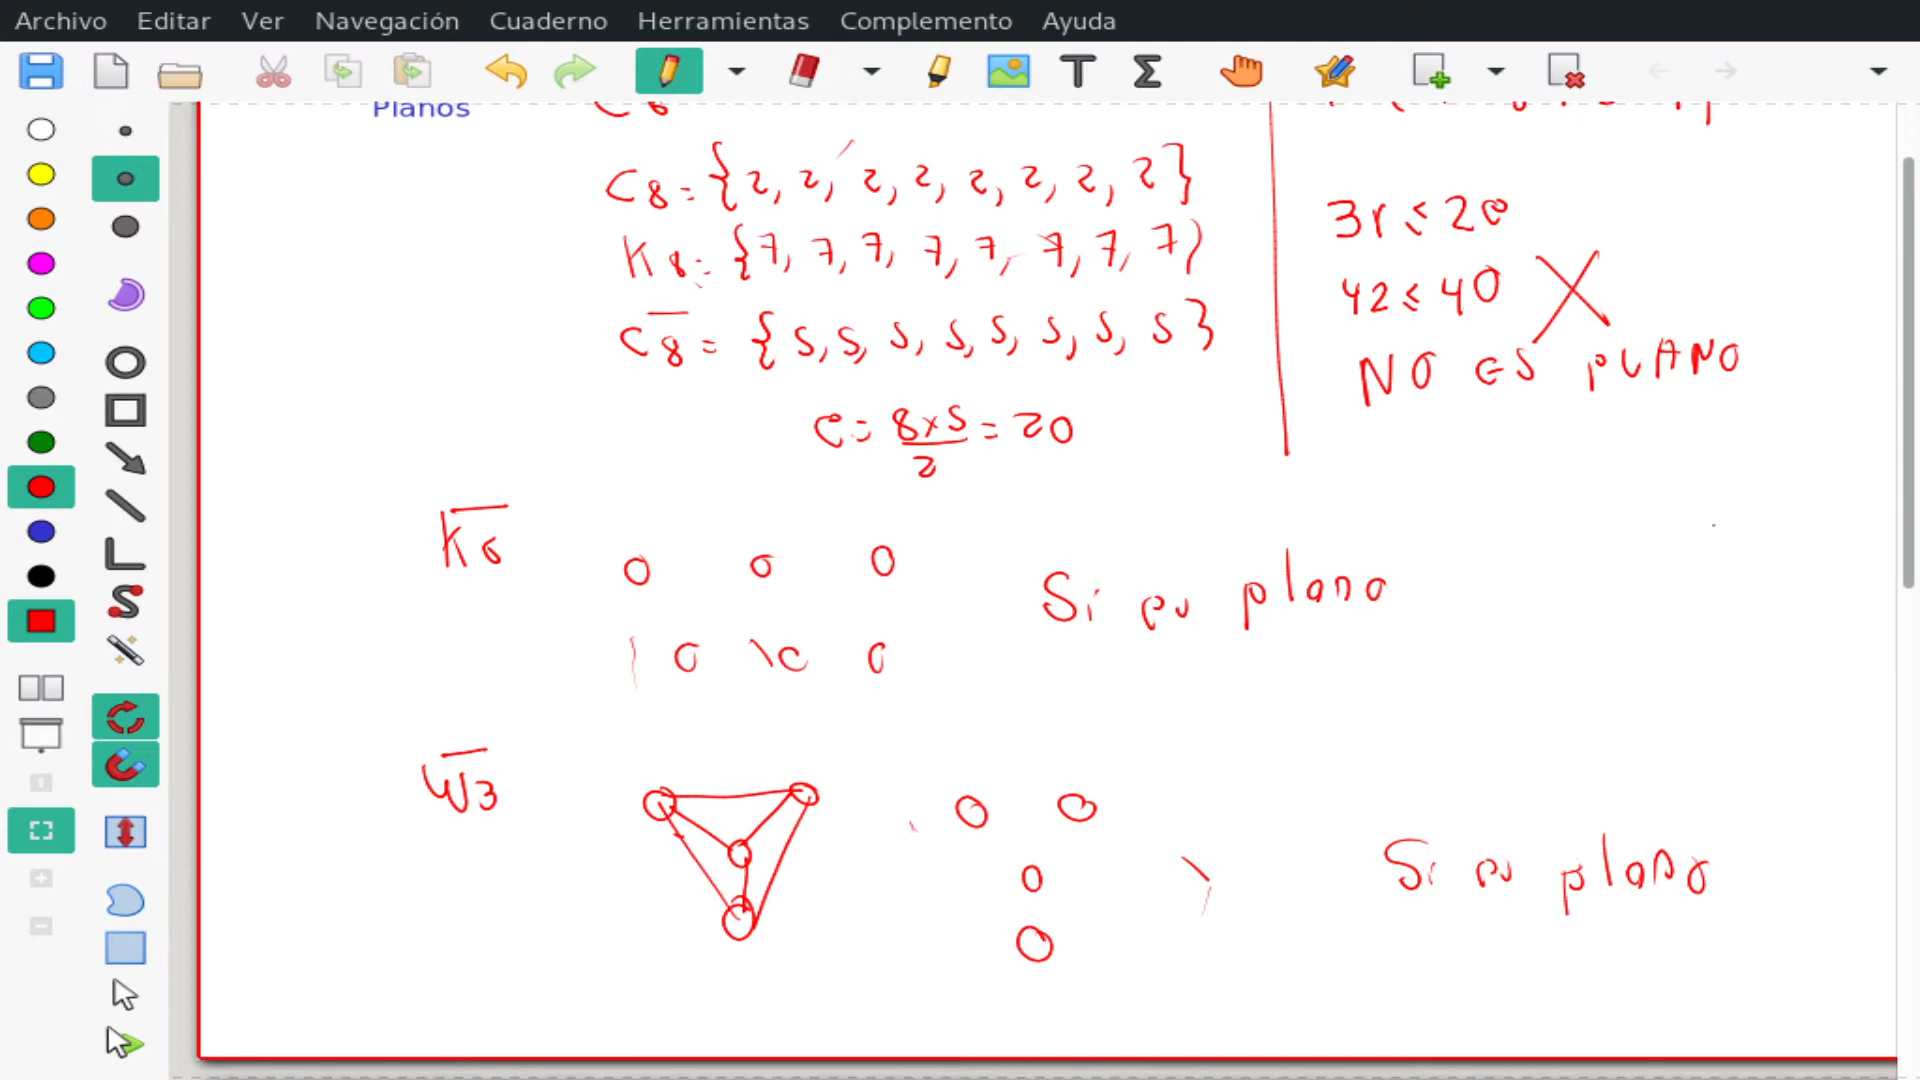 Archivo Editar Ver Navegación Cuaderno Herramientas Complemento Ayuda
Planos
C8 = {2, 2, 2, 2, 2, 2, 2, 2}
K8 = {7, 7, 7, 7, 7, 7, 7, 7}
C̅8̅ = {5, 5, 5, 5, 5, 5, 5, 5}
e = 8x5/2 = 20
3r ≤ 2e
42 ≤ 40
NO ES PLANO
K̅6̅
Si es plano
W̅3̅
Si es plano